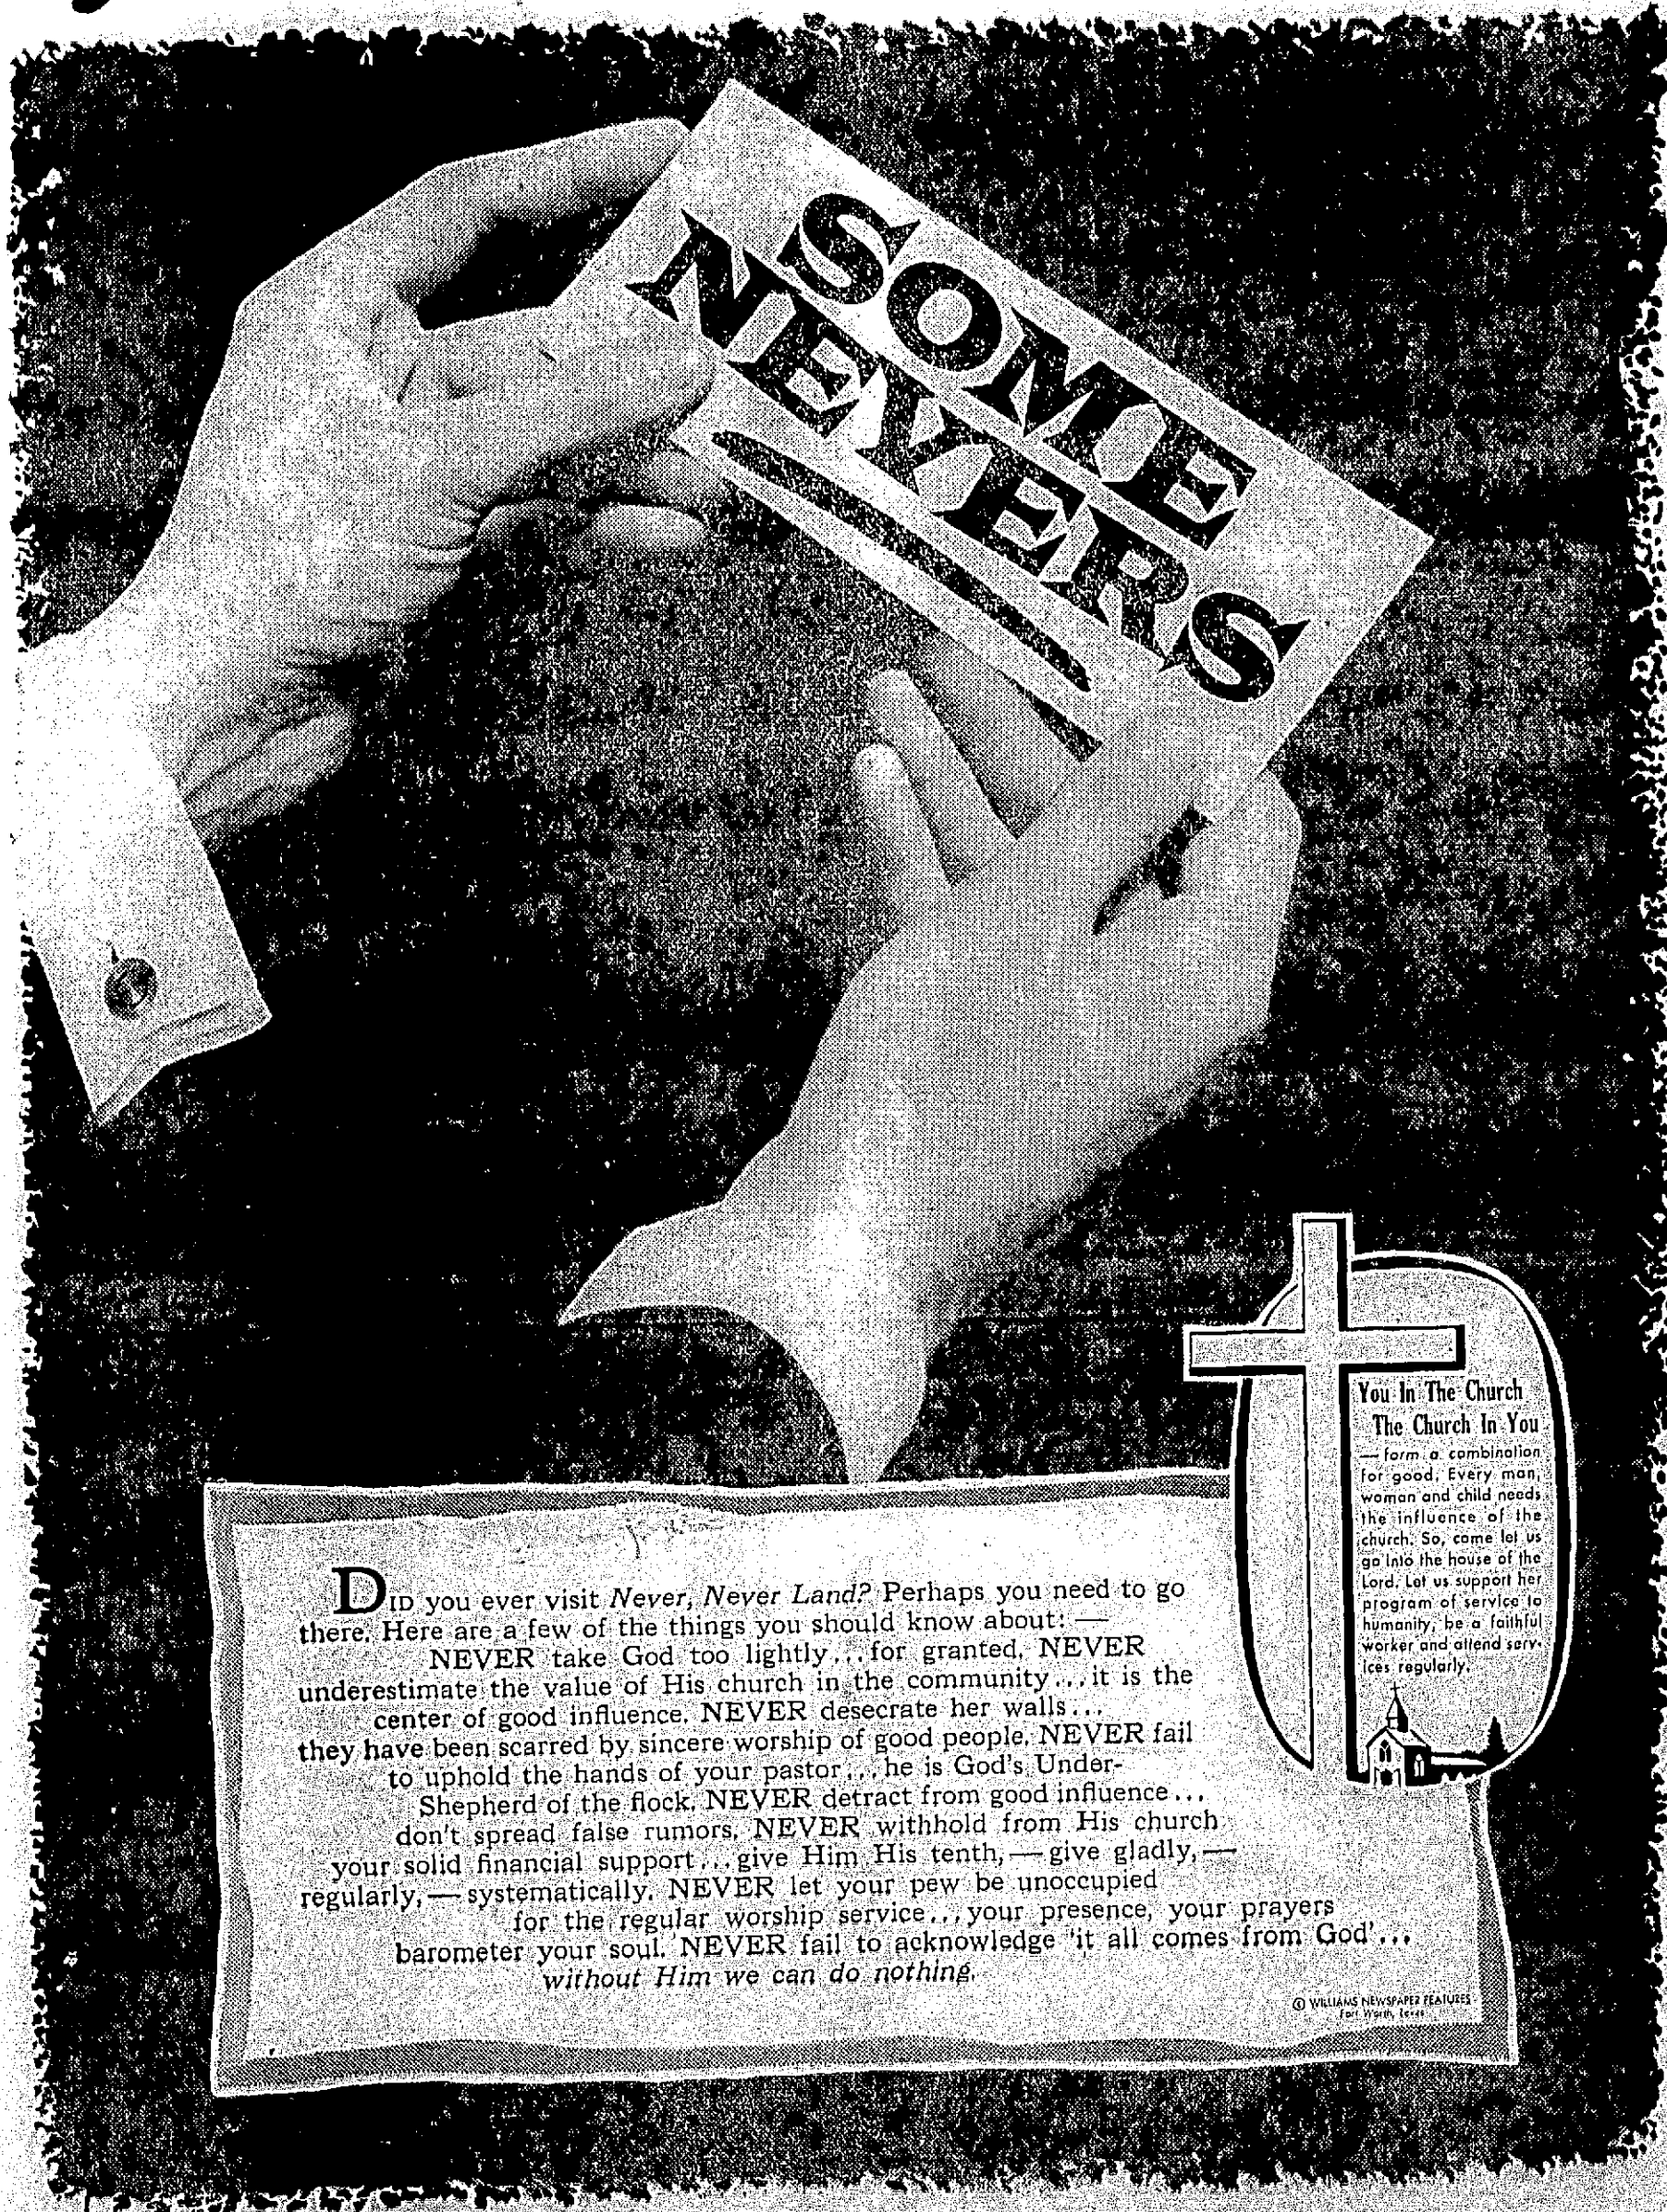 SOME
NEVERS
You In The Church
The Church In You
— form a combination
for good. Every man,
woman and child needs
the influence of the
church. So, come let us
go into the house of the
Lord. Let us support her
program of service to
humanity, be a faithful
worker and attend serv-
ices regularly.
DID you ever visit Never, Never Land? Perhaps you need to go
there. Here are a few of the things you should know about: —
NEVER take God too lightly...for granted. NEVER
underestimate the value of His church in the community...it is the
center of good influence. NEVER desecrate her walls...
they have been scarred by sincere worship of good people. NEVER fail
to uphold the hands of your pastor...he is God's Under-
Shepherd of the flock. NEVER detract from good influence...
don't spread false rumors. NEVER withhold from His church
your solid financial support...give Him His tenth,—give gladly,—
regularly,—systematically. NEVER let your pew be unoccupied
for the regular worship service...your presence, your prayers
barometer your soul. NEVER fail to acknowledge 'it all comes from God'...
without Him we can do nothing.
© WILLIAMS NEWSPAPER FEATURES
Fort Worth, Texas